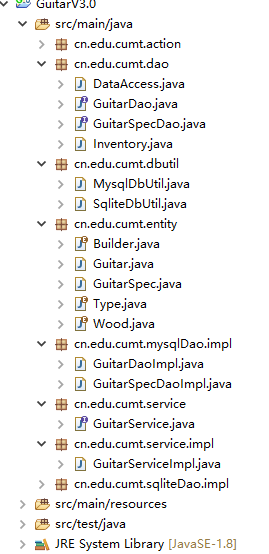 GuitarV3.0
src/main/java
cn.edu.cumt.action
cn.edu.cumt.dao
DataAccess.java
GuitarDao.java
GuitarSpecDao.java
Inventory.java
cn.edu.cumt.dbutil
MysqlDbUtil.java
SqliteDbUtil.java
cn.edu.cumt.entity
Builder.java
Guitar.java
GuitarSpec.java
Type.java
Wood.java
cn.edu.cumt.mysqlDao.impl
GuitarDaoImpl.java
GuitarSpecDaoImpl.java
cn.edu.cumt.service
GuitarService.java
cn.edu.cumt.service.impl
GuitarServiceImpl.java
cn.edu.cumt.sqliteDao.impl
src/main/resources
src/test/java
JRE System Library [JavaSE-1.8]